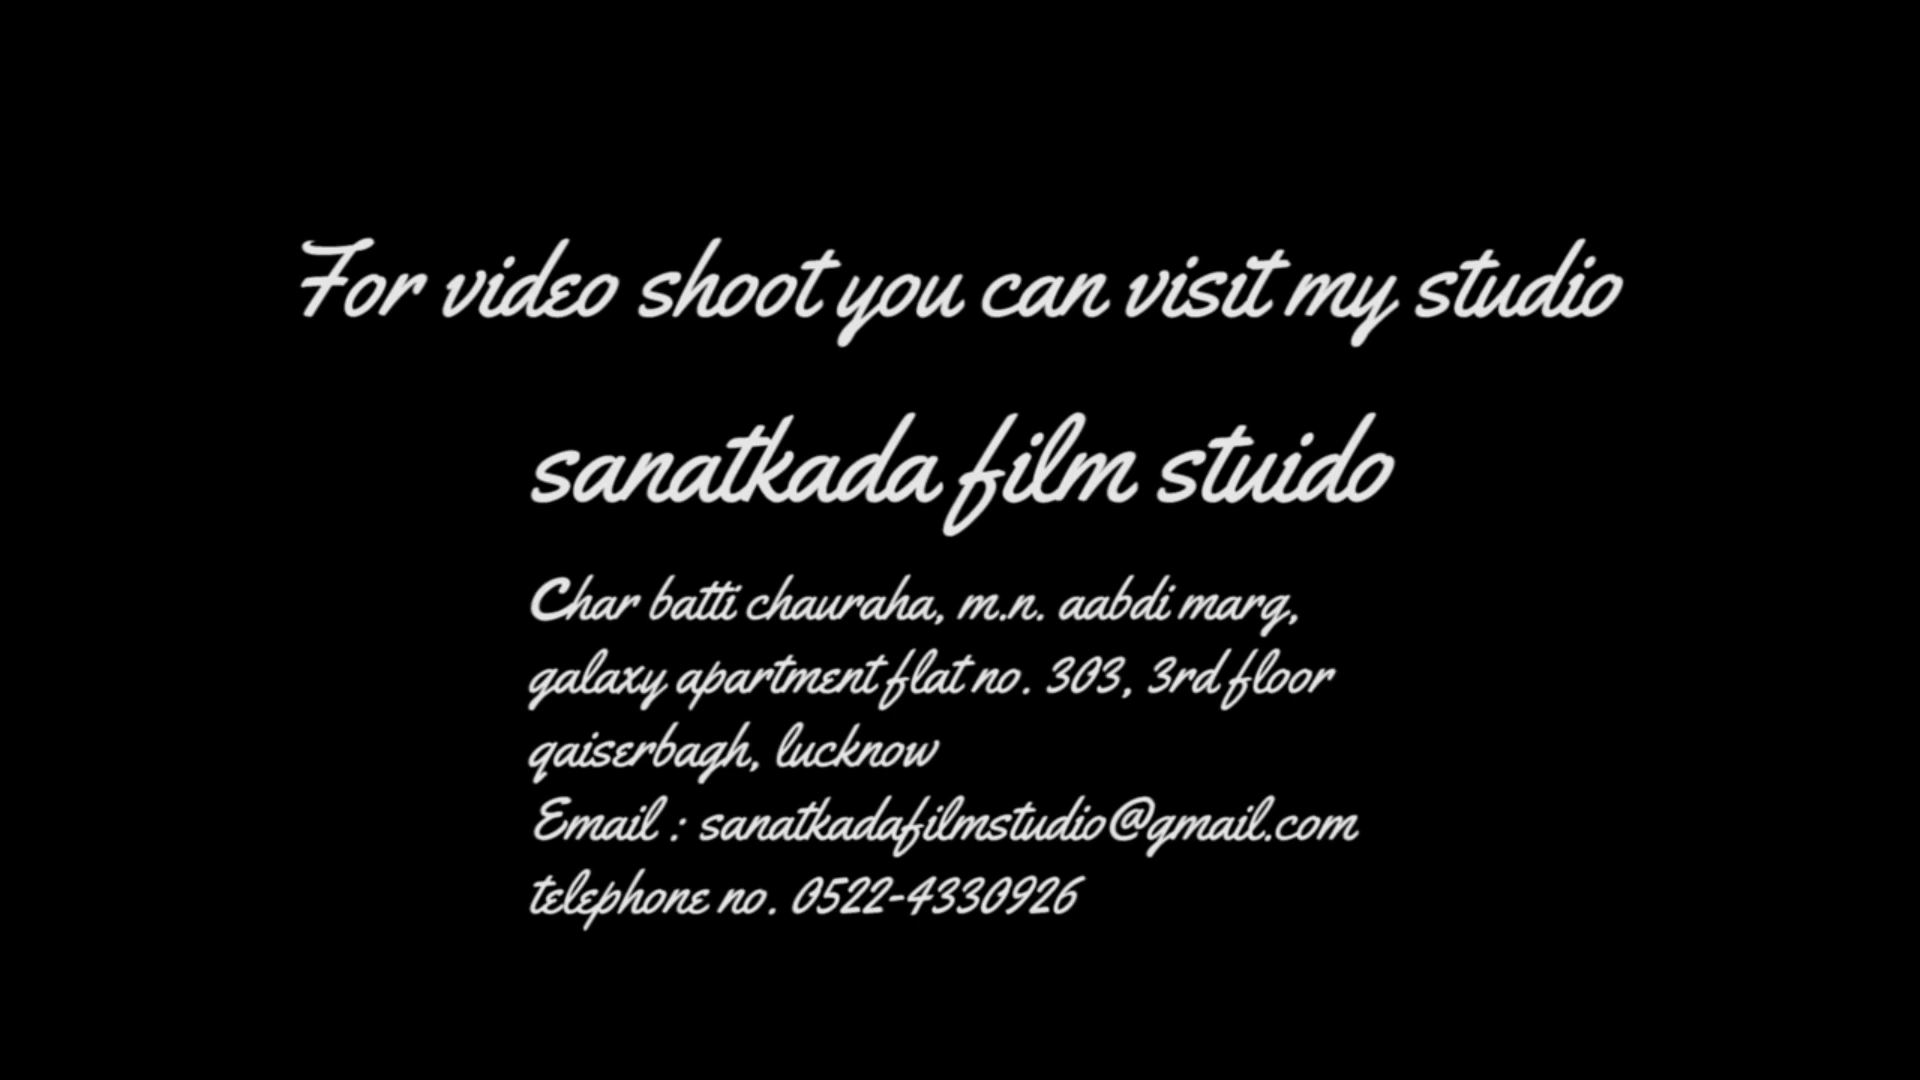 For video shoot you can visit my studio
sanatkada film stuido
Char batti chauraha, m.n. aabdi marg,
galaxy apartment flat no. 303, 3rd floor
qaiserbagh, lucknow
Email : sanatkadafilmstudio@gmail.com
telephone no. 0522-4330926